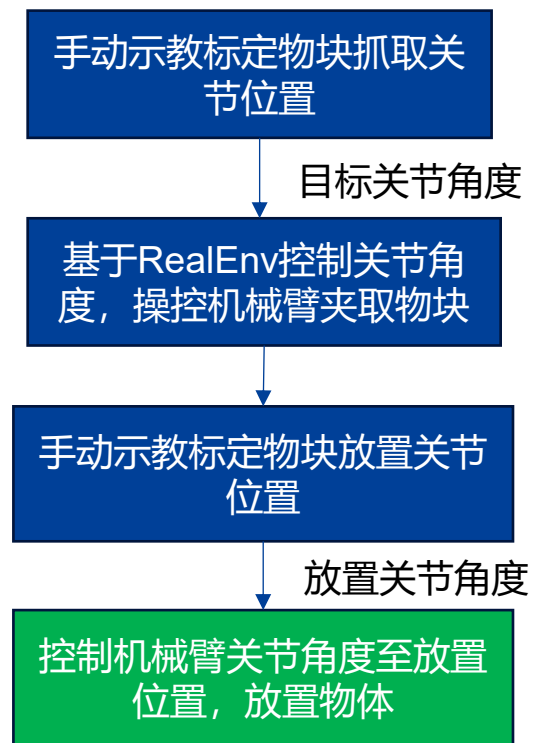 手动示教标定物块抓取关
节位置
目标关节角度
基于RealEnv控制关节角
度，操控机械臂夹取物块
手动示教标定物块放置关节
位置
放置关节角度
控制机械臂关节角度至放置
位置，放置物体